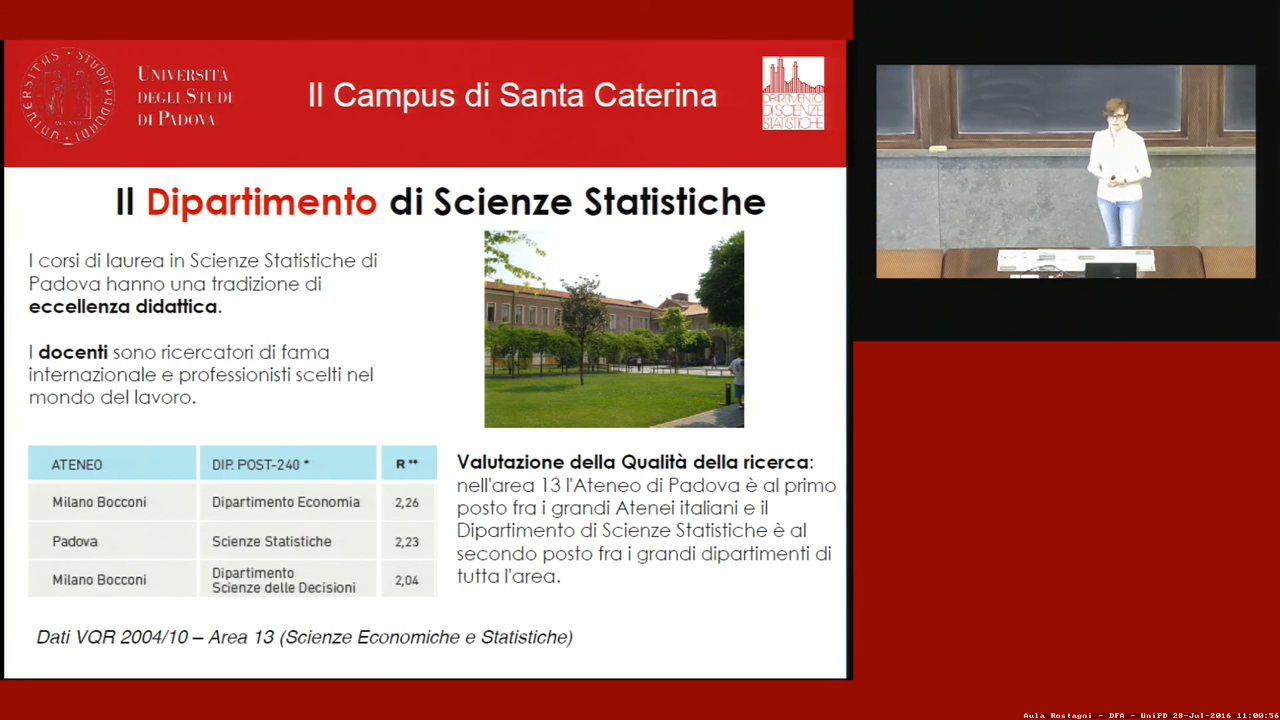 UNIVERSITÀ
DEGLI STUDI
DI PADOVA
UNIVERSITAS STUDII PADUANI
Il Campus di Santa Caterina
DIPARTIMENTO
DI SCIENZE
STATISTICHE
Il Dipartimento di Scienze Statistiche
I corsi di laurea in Scienze Statistiche di
Padova hanno una tradizione di
eccellenza didattica.
I docenti sono ricercatori di fama
internazionale e professionisti scelti nel
mondo del lavoro.
ATENEO DIP. POST-240 * R **
Milano Bocconi Dipartimento Economia 2,26
Padova Scienze Statistiche 2,23
Milano Bocconi Dipartimento
Scienze delle Decisioni 2,04
Valutazione della Qualità della ricerca:
nell'area 13 l'Ateneo di Padova è al primo
posto fra i grandi Atenei italiani e il
Dipartimento di Scienze Statistiche è al
secondo posto fra i grandi dipartimenti di
tutta l'area.
Dati VQR 2004/10 – Area 13 (Scienze Economiche e Statistiche)
Aula Rostagni - DFA - UniPD 28-Jul-2016 11:00:56